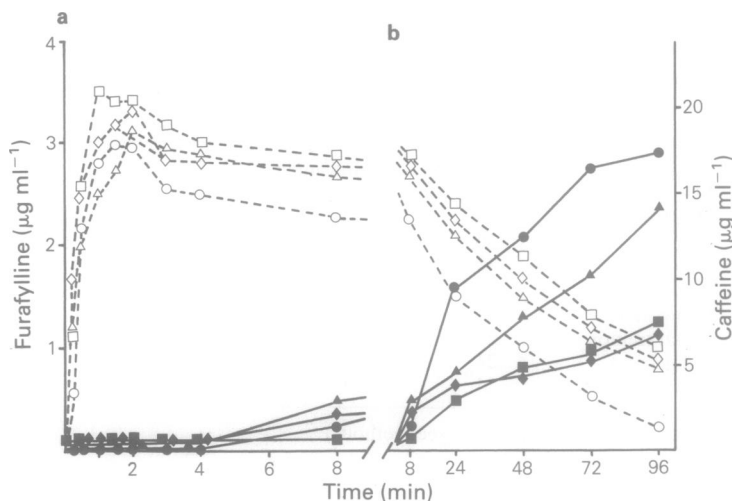 a
b
4
3
2
1
Furafylline (µg ml⁻¹)
20
15
10
5
Caffeine (µg ml⁻¹)
2 4 6 8 8 24 48 72 96
Time (min)